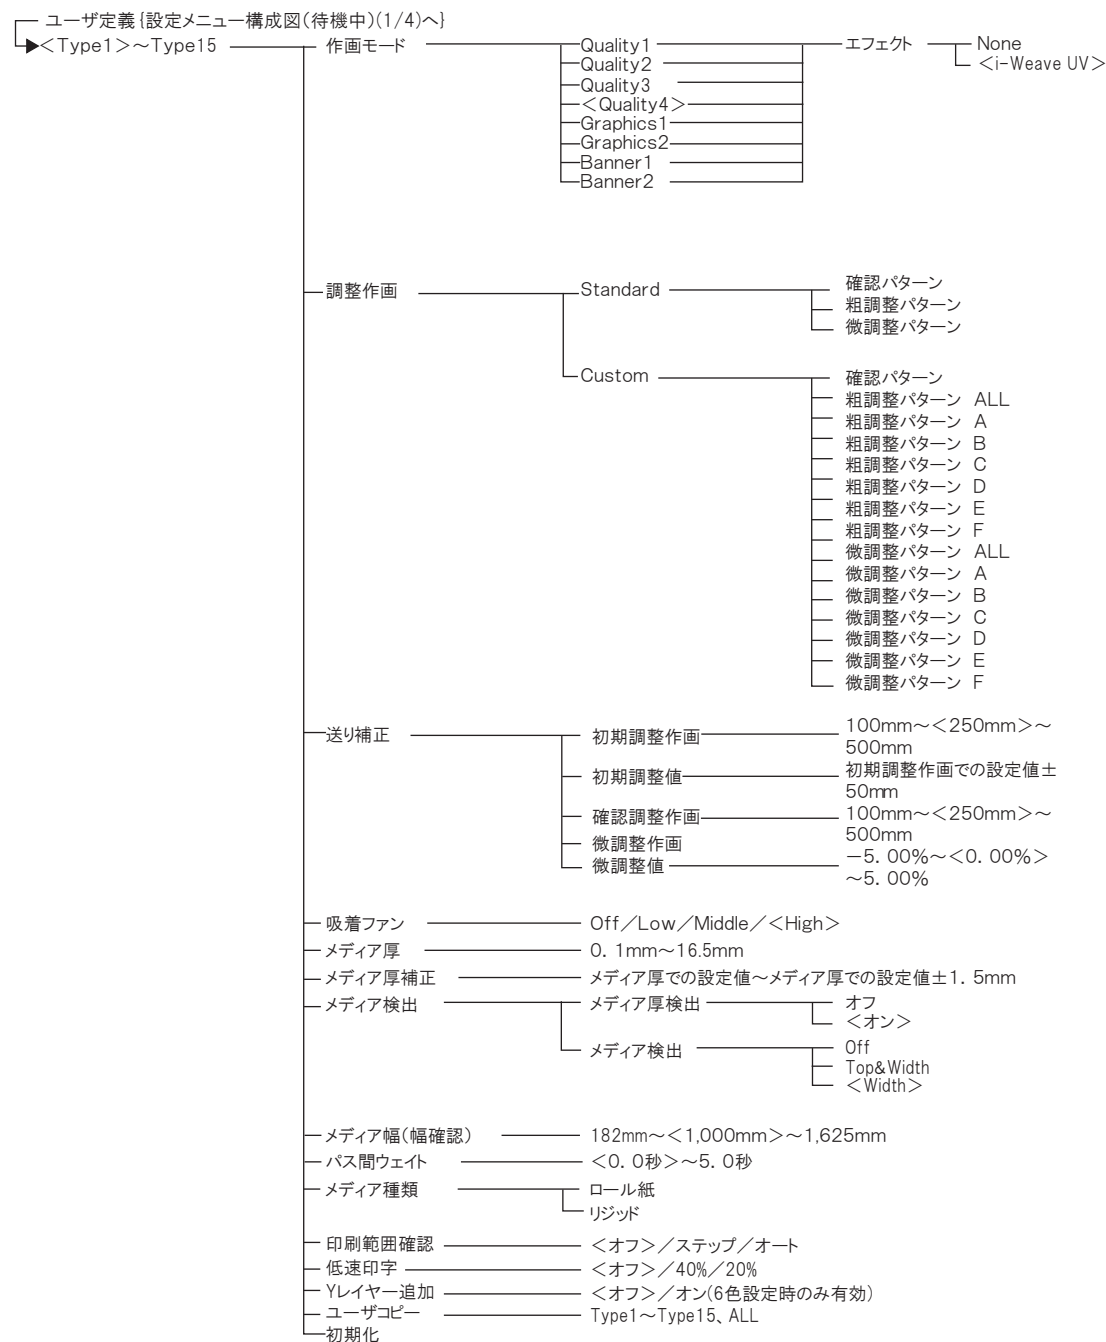 ユーザ定義{設定メニュー構成図(待機中)(1/4)へ}
<Type1>～Type15
作画モード
Quality1
Quality2
Quality3
<Quality4>
Graphics1
Graphics2
Banner1
Banner2
エフェクト
None
<i-Weave UV>
調整作画
Standard
確認パターン
粗調整パターン
微調整パターン
Custom
確認パターン
粗調整パターン ALL
粗調整パターン A
粗調整パターン B
粗調整パターン C
粗調整パターン D
粗調整パターン E
粗調整パターン F
微調整パターン ALL
微調整パターン A
微調整パターン B
微調整パターン C
微調整パターン D
微調整パターン E
微調整パターン F
送り補正
初期調整作画
100mm～<250mm>～
500mm
初期調整値
初期調整作画での設定値±
50mm
確認調整作画
100mm～<250mm>～
500mm
微調整作画
微調整値
－5.00%～<0.00%>
～5.00%
吸着ファン
Off／Low／Middle／<High>
メディア厚
0.1mm～16.5mm
メディア厚補正
メディア厚での設定値～メディア厚での設定値±1.5mm
メディア検出
メディア厚検出
オフ
<オン>
メディア検出
Off
Top&Width
<Width>
メディア幅(幅確認)
182mm～<1,000mm>～1,625mm
パス間ウェイト
<0.0秒>～5.0秒
メディア種類
ロール紙
リジッド
印刷範囲確認
<オフ>／ステップ／オート
低速印字
<オフ>／40%／20%
Yレイヤー追加
<オフ>／オン(6色設定時のみ有効)
ユーザコピー
Type1～Type15、ALL
初期化